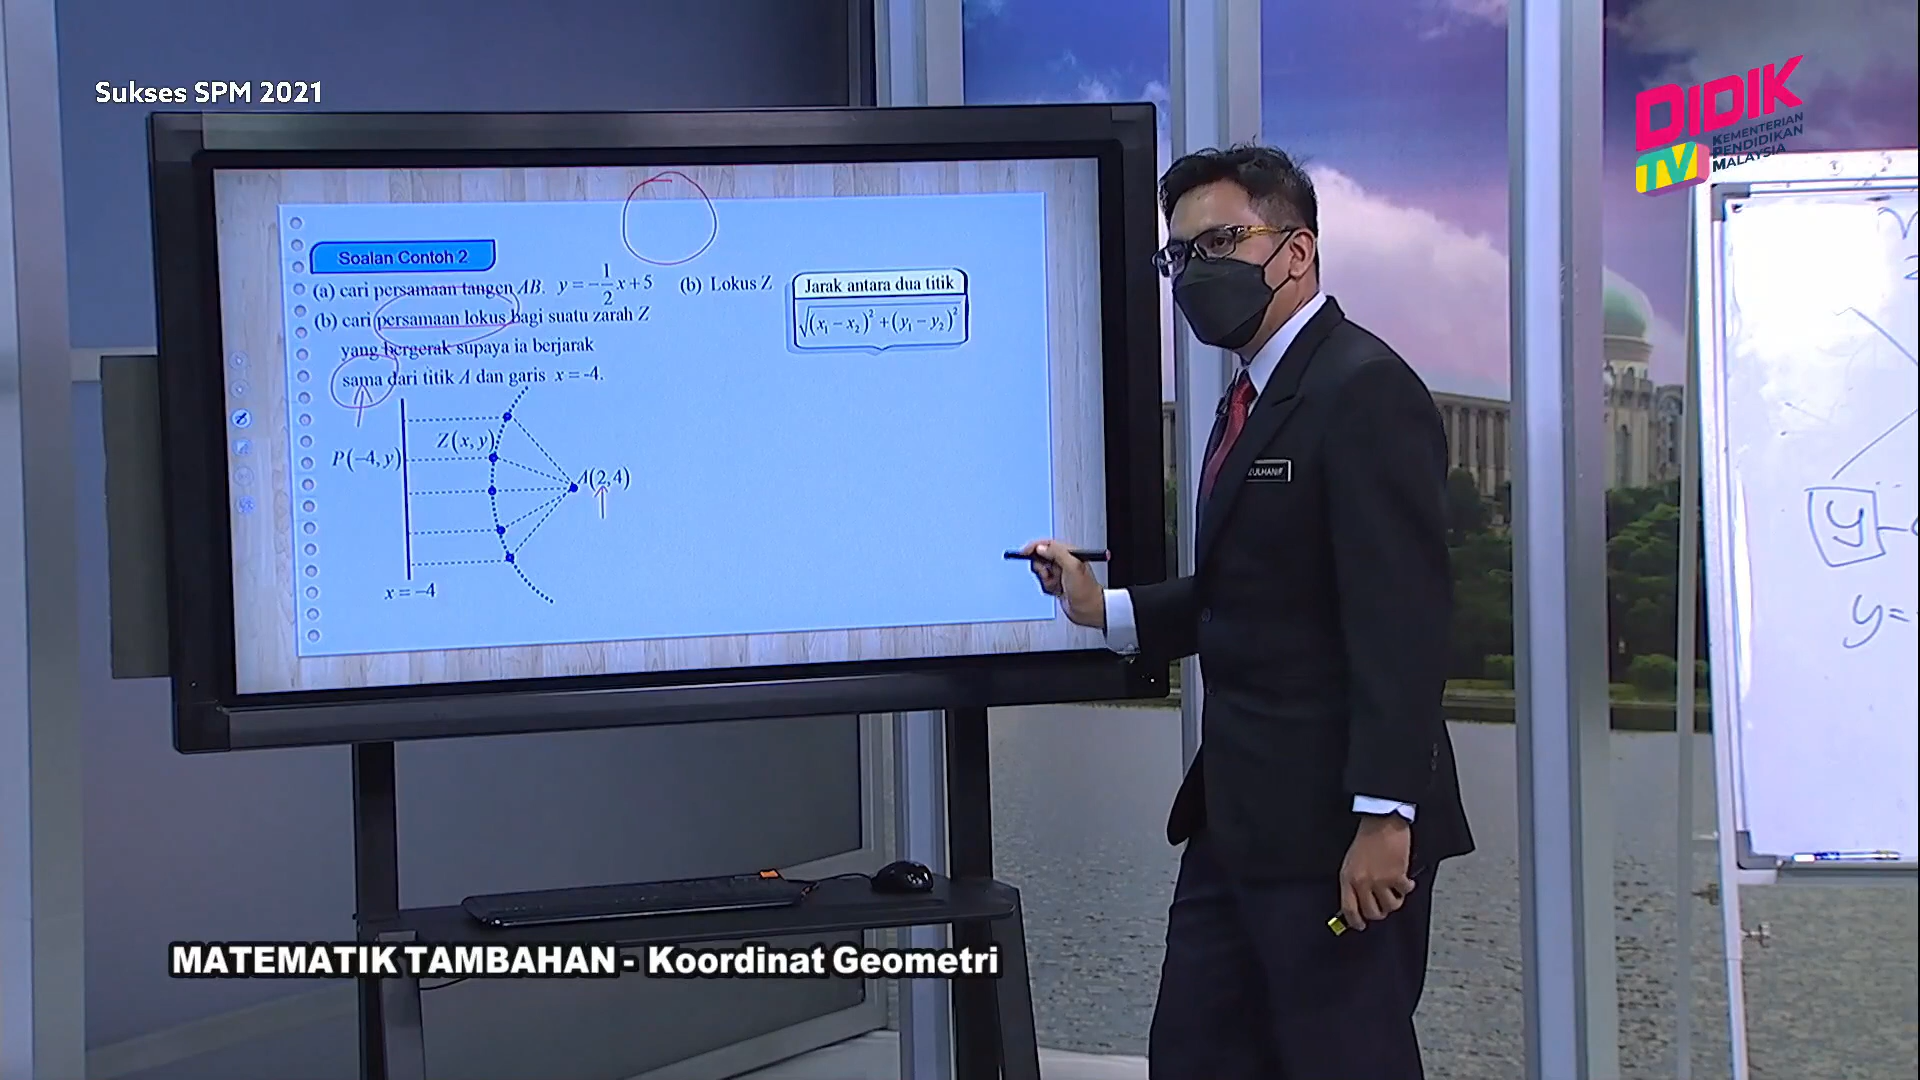 Sukses SPM 2021
DIDIK
TV
KEMENTERIAN
PENDIDIKAN
MALAYSIA
Soalan Contoh 2
(a) cari persamaan tangen AB. y = -1/2 x + 5
(b) cari persamaan lokus bagi suatu zarah Z
yang bergerak supaya ia berjarak
sama dari titik A dan garis x = -4.
(b) Lokus Z
Jarak antara dua titik
√(x₁ - x₂)² + (y₁ - y₂)²
Z(x, y)
P(-4, y)
A(2, 4)
x = -4
ZULHANIF
y
y=
MATEMATIK TAMBAHAN - Koordinat Geometri